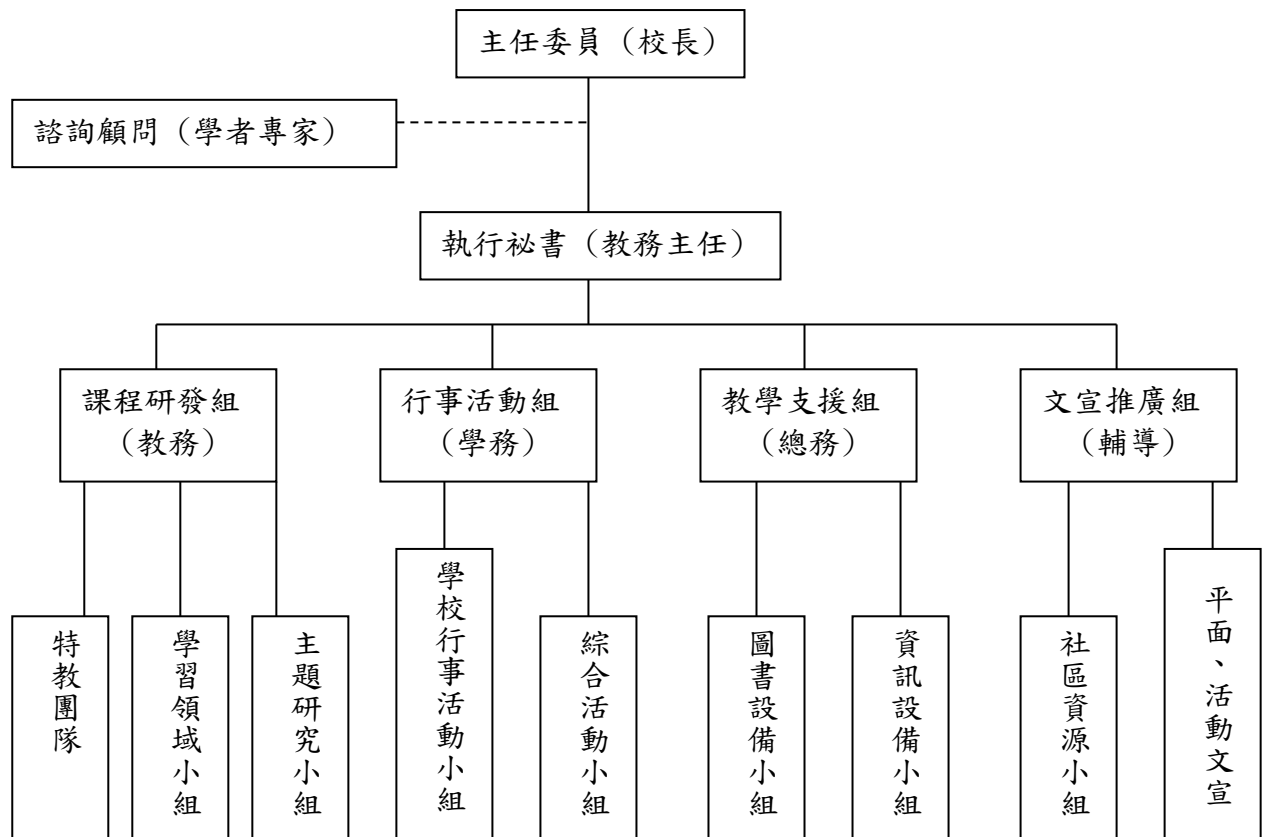 主任委員（校長）
諮詢顧問（學者專家）
執行祕書（教務主任）
課程研發組
（教務）
行事活動組
（學務）
教學支援組
（總務）
文宣推廣組
（輔導）
特教團隊
學習領域小組
主題研究小組
學校行事活動小組
綜合活動小組
圖書設備小組
資訊設備小組
社區資源小組
平面、活動文宣